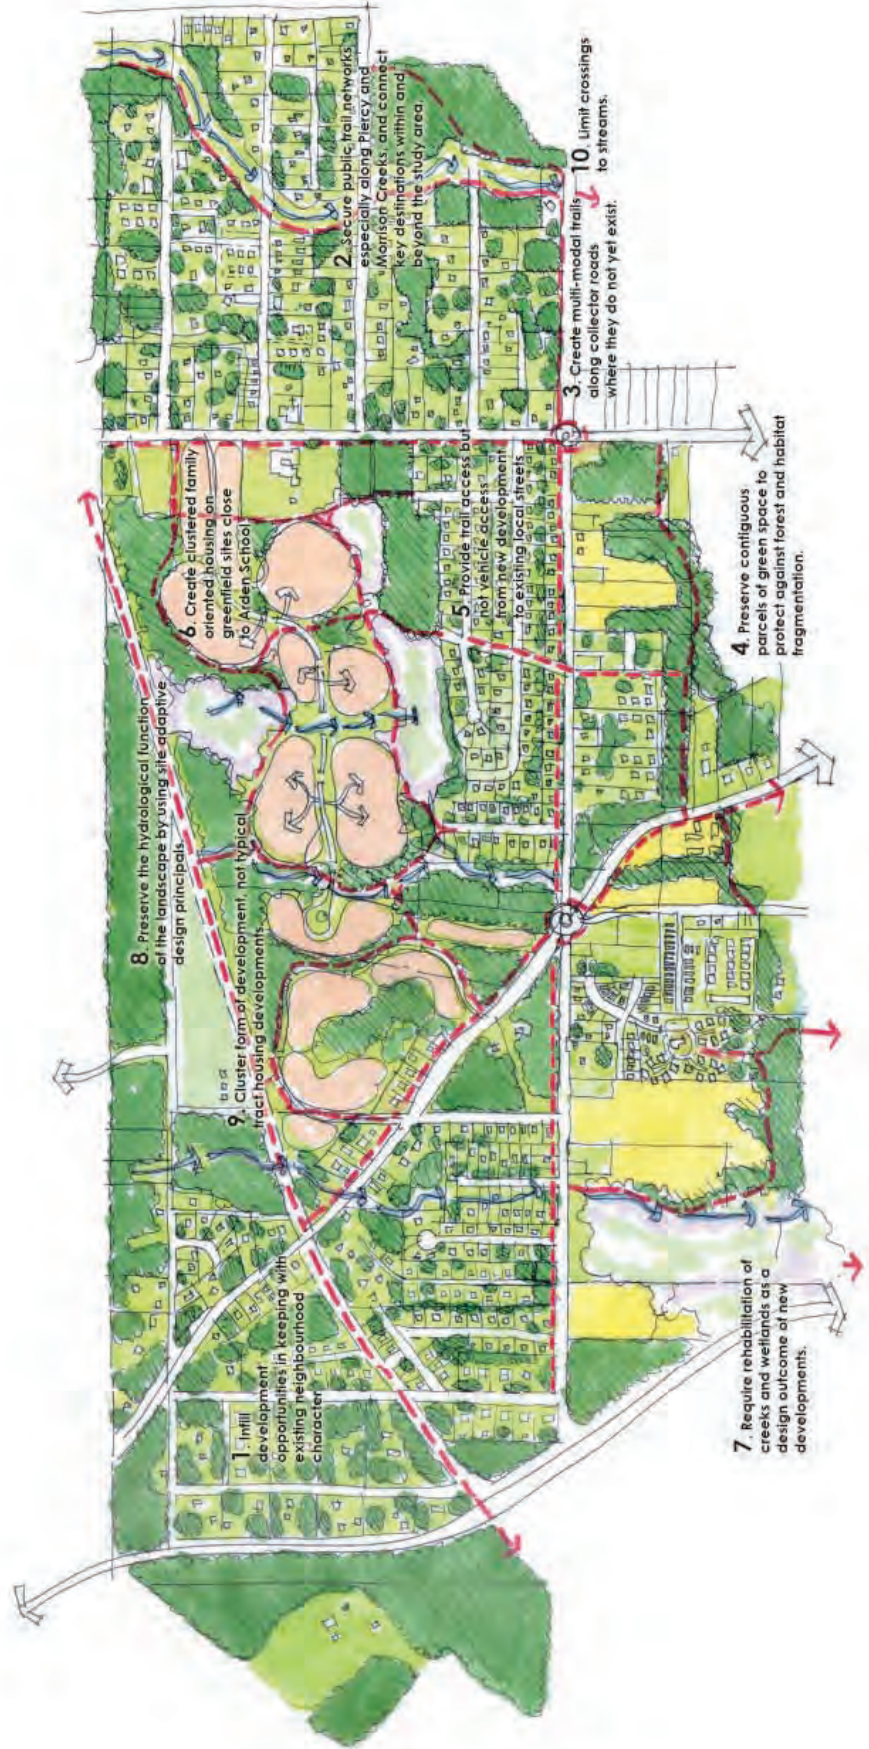 1. Infill
development
opportunities in keeping with
existing neighbourhood
character
2. Secure public trail networks
especially along Piercy and
Morrison Creeks, and connect
key destinations within and
beyond the study area.
3. Create multi-modal trails
along collector roads
where they do not yet exist.
4. Preserve contiguous
parcels of green space to
protect against forest and habitat
fragmentation.
5. Provide trail access but
not vehicle access
from new development
to existing local streets
6. Create clustered family
oriented housing on
greenfield sites close
to Arden School
7. Require rehabilitation of
creeks and wetlands as a
design outcome of new
developments.
8. Preserve the hydrological function
of the landscape by using site adaptive
design principals.
9. Cluster form of development, not typical
tract housing developments.
10. Limit crossings
to streams.